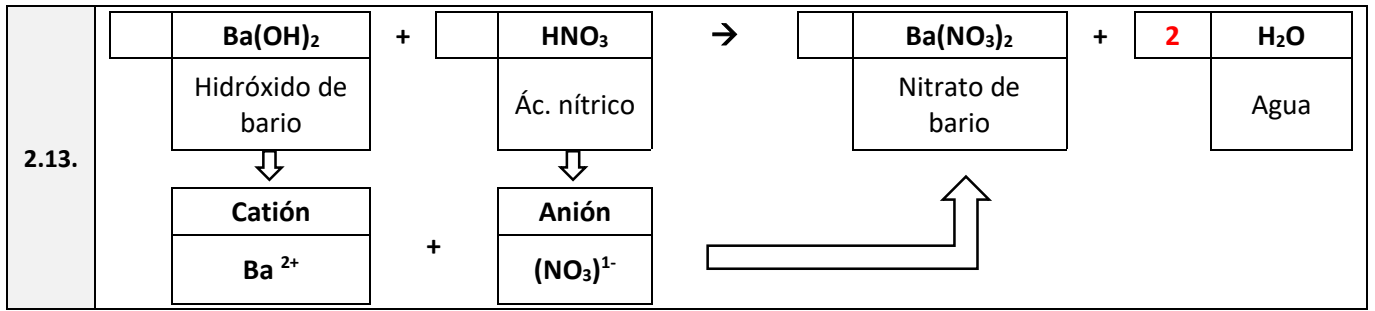 Ba(OH)₂ + HNO₃ → Ba(NO₃)₂ + 2 H₂O
Hidróxido de bario Ác. nítrico Nitrato de bario Agua
2.13.
Catión Anión
Ba ²⁺ + (NO₃)¹⁻